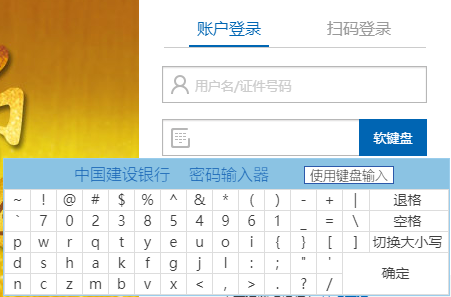 账户登录 扫码登录
用户名/证件号码
软键盘
中国建设银行 密码输入器 使用键盘输入
~ ! @ # $ % ^ & * ( ) - + | 退格
` 7 0 2 3 8 5 4 9 6 1 _ = \ 空格
p w r q t y e u o i { } [ ] 切换大小写
d s h a k f g j l : ; " '
n c z m b v x < , > . ? / 确定